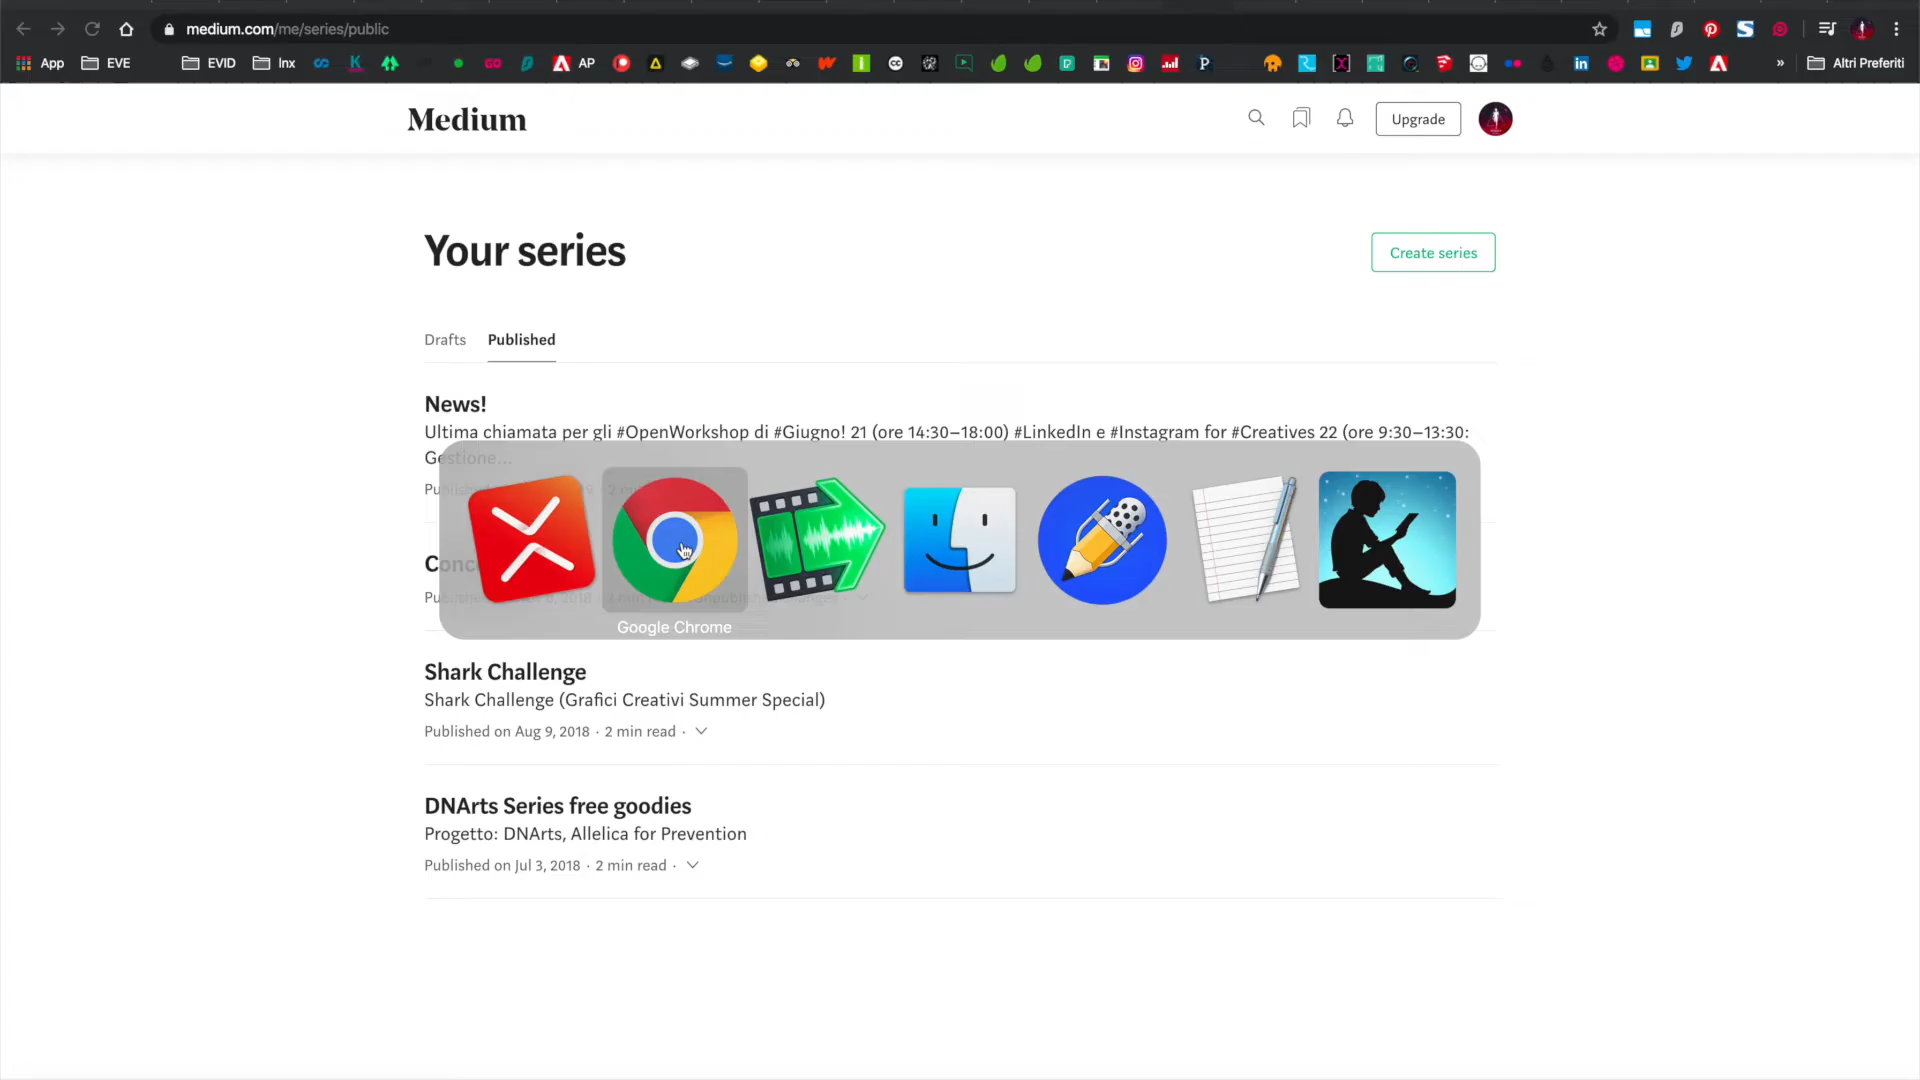 medium.com/me/series/public
App EVE EVID Inx AP » Altri Preferiti
Medium
Upgrade
Your series
Create series
Drafts Published
News!
Ultima chiamata per gli #OpenWorkshop di #Giugno! 21 (ore 14:30–18:00) #LinkedIn e #Instagram for #Creatives 22 (ore 9:30–13:30:
Gestione...
Google Chrome
Shark Challenge
Shark Challenge (Grafici Creativi Summer Special)
Published on Aug 9, 2018 · 2 min read ·
DNArts Series free goodies
Progetto: DNArts, Allelica for Prevention
Published on Jul 3, 2018 · 2 min read ·